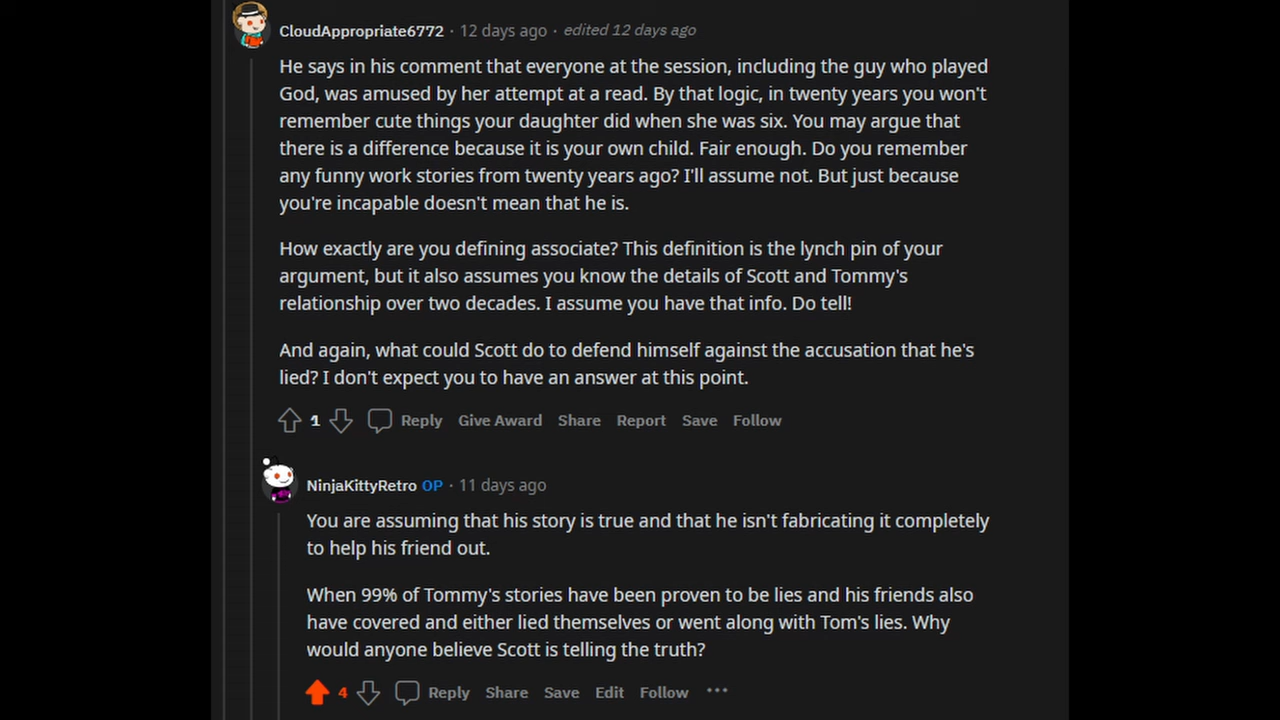 CloudAppropriate6772 · 12 days ago · edited 12 days ago
He says in his comment that everyone at the session, including the guy who played
God, was amused by her attempt at a read. By that logic, in twenty years you won't
remember cute things your daughter did when she was six. You may argue that
there is a difference because it is your own child. Fair enough. Do you remember
any funny work stories from twenty years ago? I'll assume not. But just because
you're incapable doesn't mean that he is.
How exactly are you defining associate? This definition is the lynch pin of your
argument, but it also assumes you know the details of Scott and Tommy's
relationship over two decades. I assume you have that info. Do tell!
And again, what could Scott do to defend himself against the accusation that he's
lied? I don't expect you to have an answer at this point.
1 Reply Give Award Share Report Save Follow
NinjaKittyRetro OP · 11 days ago
You are assuming that his story is true and that he isn't fabricating it completely
to help his friend out.
When 99% of Tommy's stories have been proven to be lies and his friends also
have covered and either lied themselves or went along with Tom's lies. Why
would anyone believe Scott is telling the truth?
4 Reply Share Save Edit Follow ···